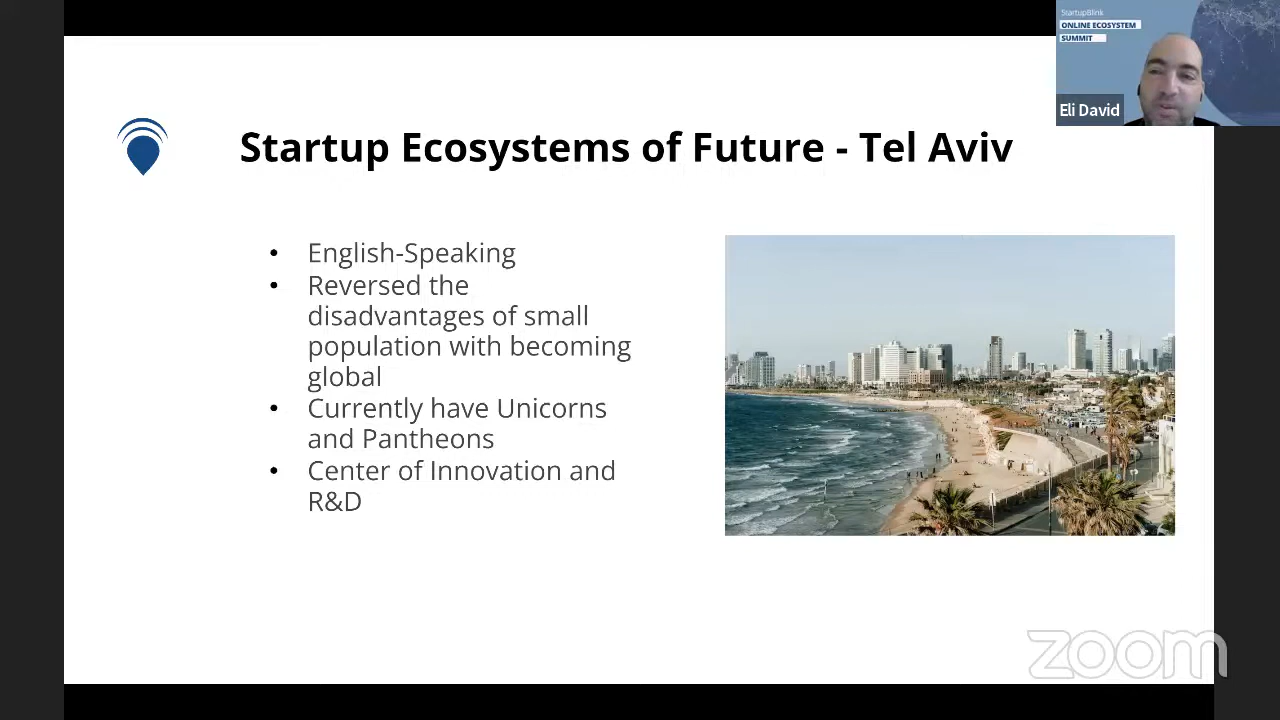 StartupBlink
ONLINE ECOSYSTEM
SUMMIT
Eli David
Startup Ecosystems of Future - Tel Aviv
• English-Speaking
• Reversed the
disadvantages of small
population with becoming
global
• Currently have Unicorns
and Pantheons
• Center of Innovation and
R&D
zoom